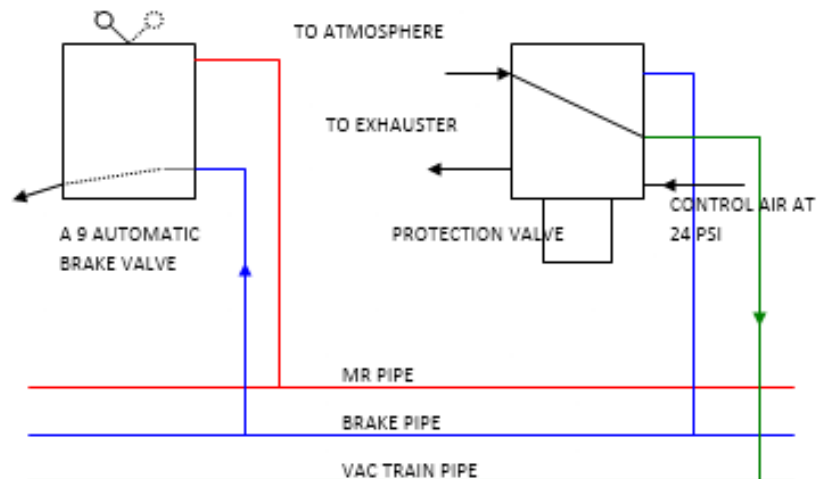 TO ATMOSPHERE
TO EXHAUSTER
A 9 AUTOMATIC
BRAKE VALVE
PROTECTION VALVE
CONTROL AIR AT
24 PSI
MR PIPE
BRAKE PIPE
VAC TRAIN PIPE